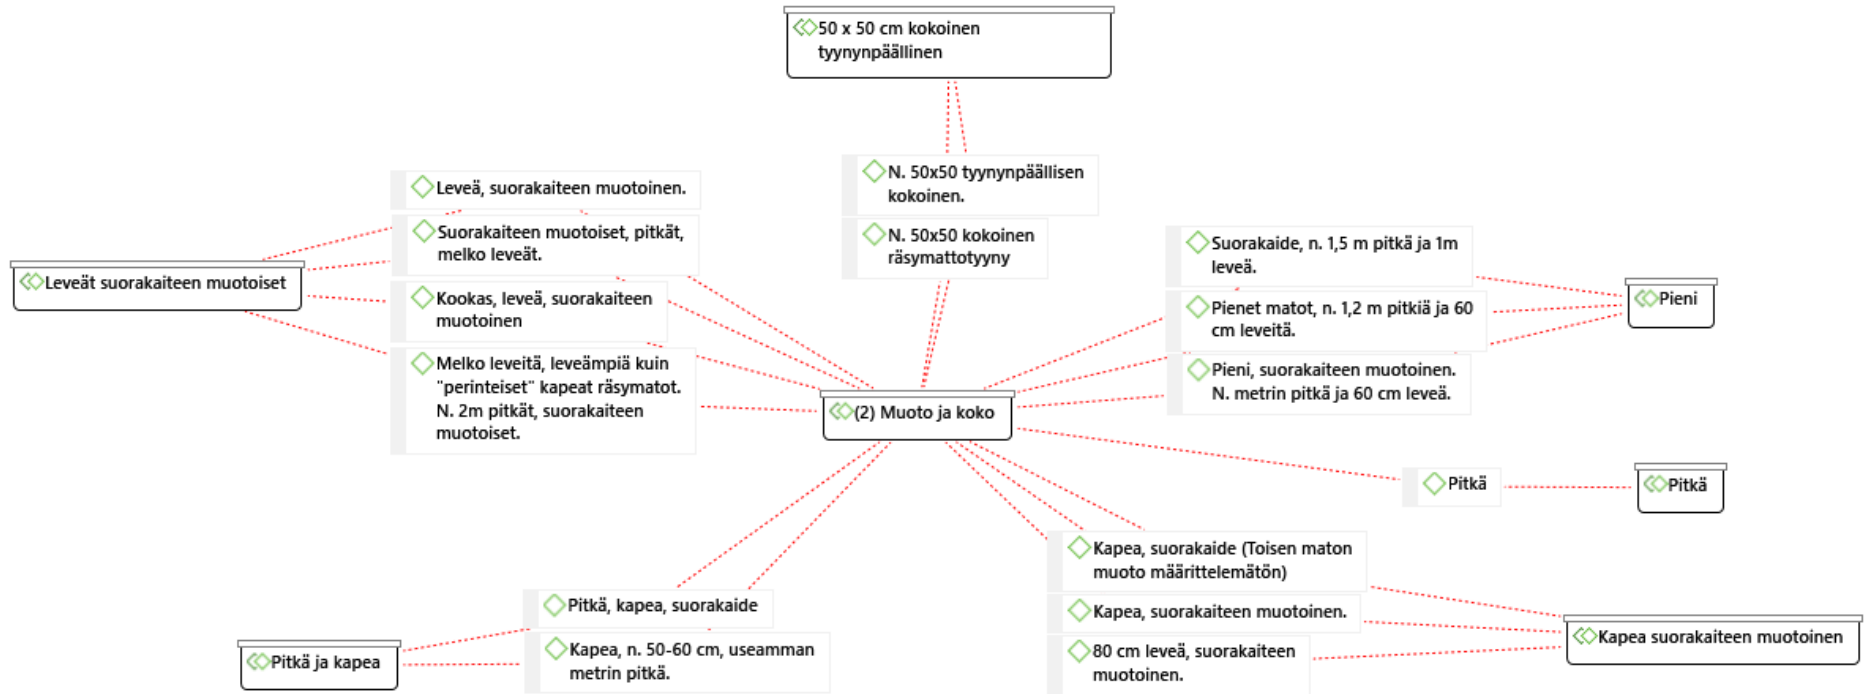 50 x 50 cm kokoinen
tyynynpäällinen
N. 50x50 tyynynpäällisen
kokoinen.
N. 50x50 kokoinen
räsymattotyyny
Leveä, suorakaiteen muotoinen.
Suorakaiteen muotoiset, pitkät,
melko leveät.
Kookas, leveä, suorakaiteen
muotoinen
Melko leveitä, leveämpiä kuin
"perinteiset" kapeat räsymatot.
N. 2m pitkät, suorakaiteen
muotoiset.
Leveät suorakaiteen muotoiset
Suorakaide, n. 1,5 m pitkä ja 1m
leveä.
Pienet matot, n. 1,2 m pitkiä ja 60
cm leveitä.
Pieni, suorakaiteen muotoinen.
N. metrin pitkä ja 60 cm leveä.
Pieni
(2) Muoto ja koko
Pitkä
Pitkä
Kapea, suorakaide (Toisen maton
muoto määrittelemätön)
Kapea, suorakaiteen muotoinen.
80 cm leveä, suorakaiteen
muotoinen.
Kapea suorakaiteen muotoinen
Pitkä, kapea, suorakaide
Kapea, n. 50-60 cm, useamman
metrin pitkä.
Pitkä ja kapea